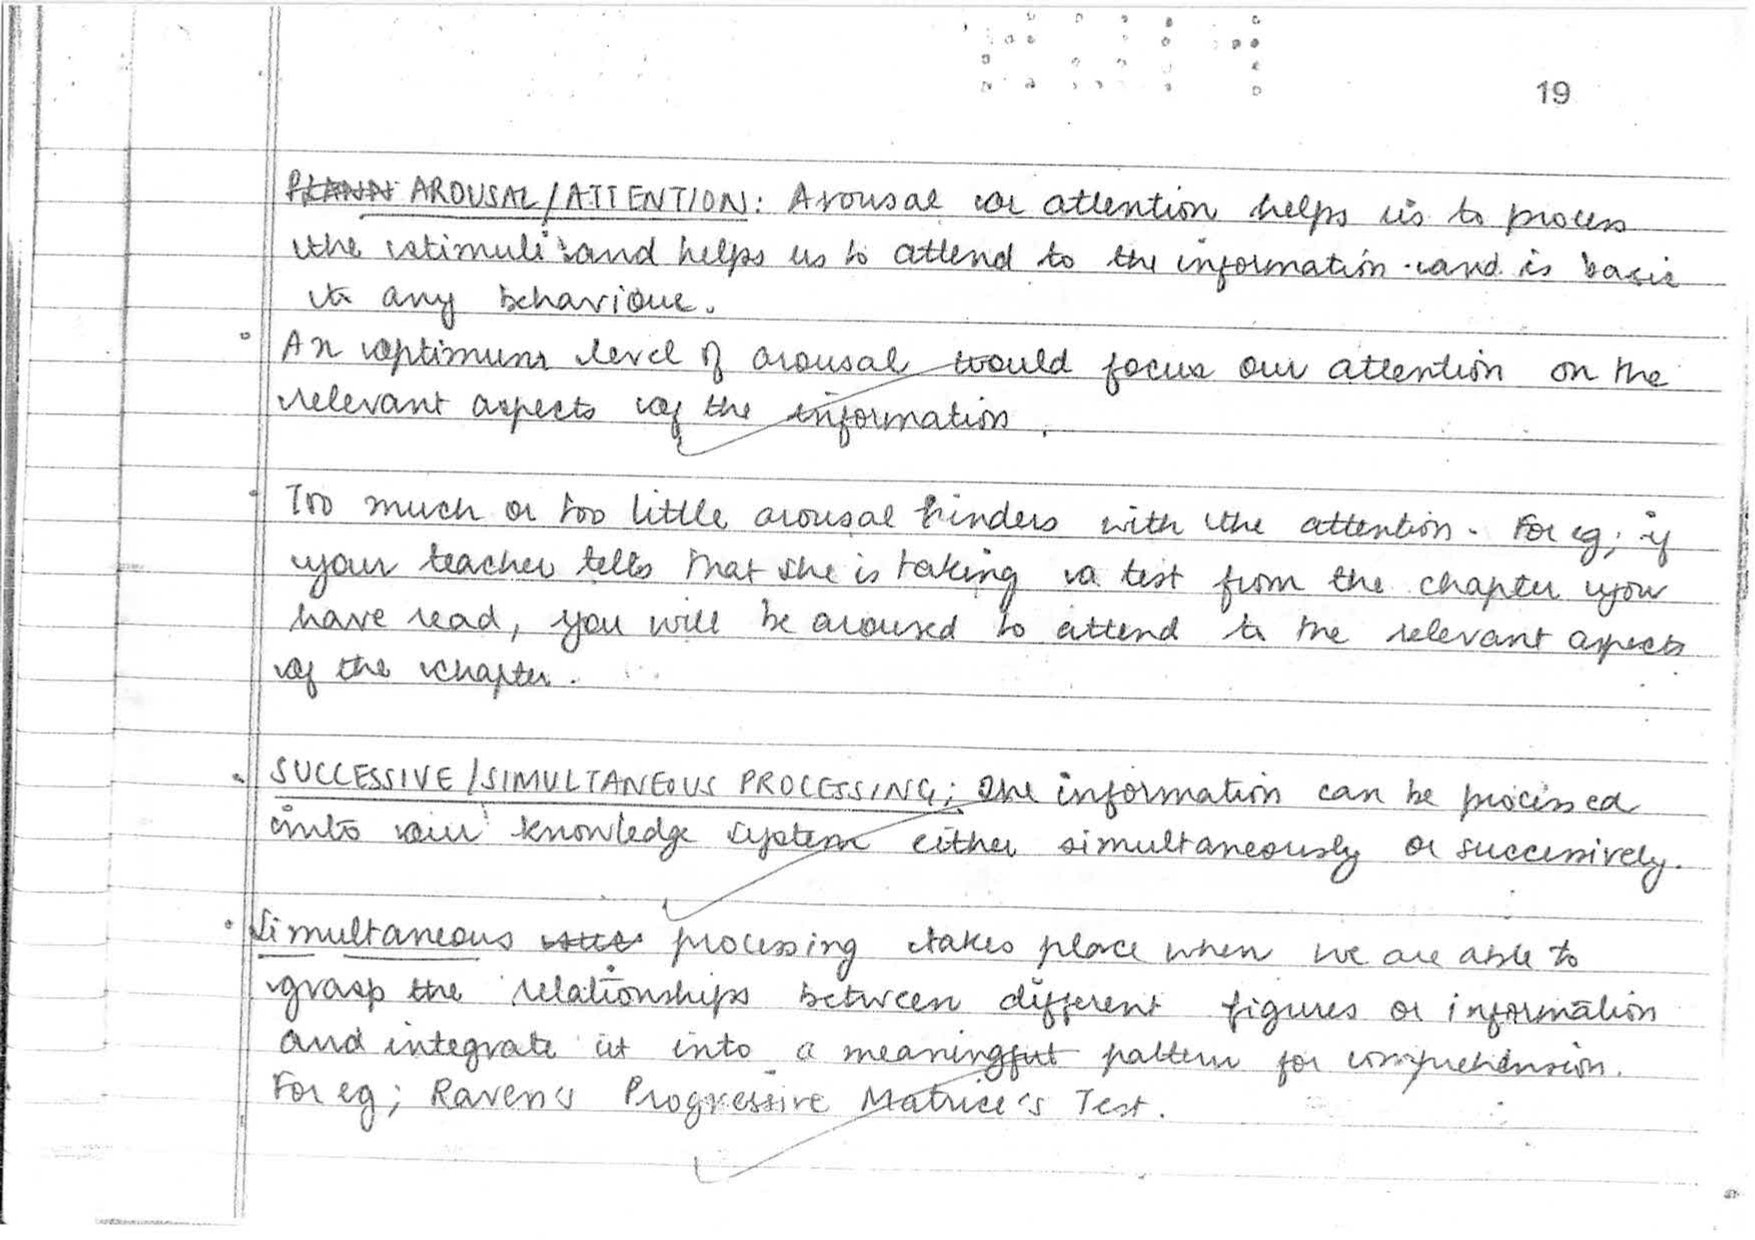 19
PLANN AROUSAL/ATTENTION: Arousal or attention helps us to process
the stimuli and helps us to attend to the information and is basic
to any behaviour.
An optimum level of arousal would focus our attention on the
relevant aspects of the information.
Too much or too little arousal hinders with the attention. For eg; if
your teacher tells that she is taking a test from the chapter you
have read, you will be aroused to attend to the relevant aspects
of the chapter.
SUCCESSIVE/SIMULTANEOUS PROCESSING; The information can be processed
into our knowledge system either simultaneously or successively.
Simultaneous processing takes place when we are able to
grasp the relationships between different figures or information
and integrate it into a meaningful pattern for comprehension.
For eg; Raven's Progressive Matrice's Test.